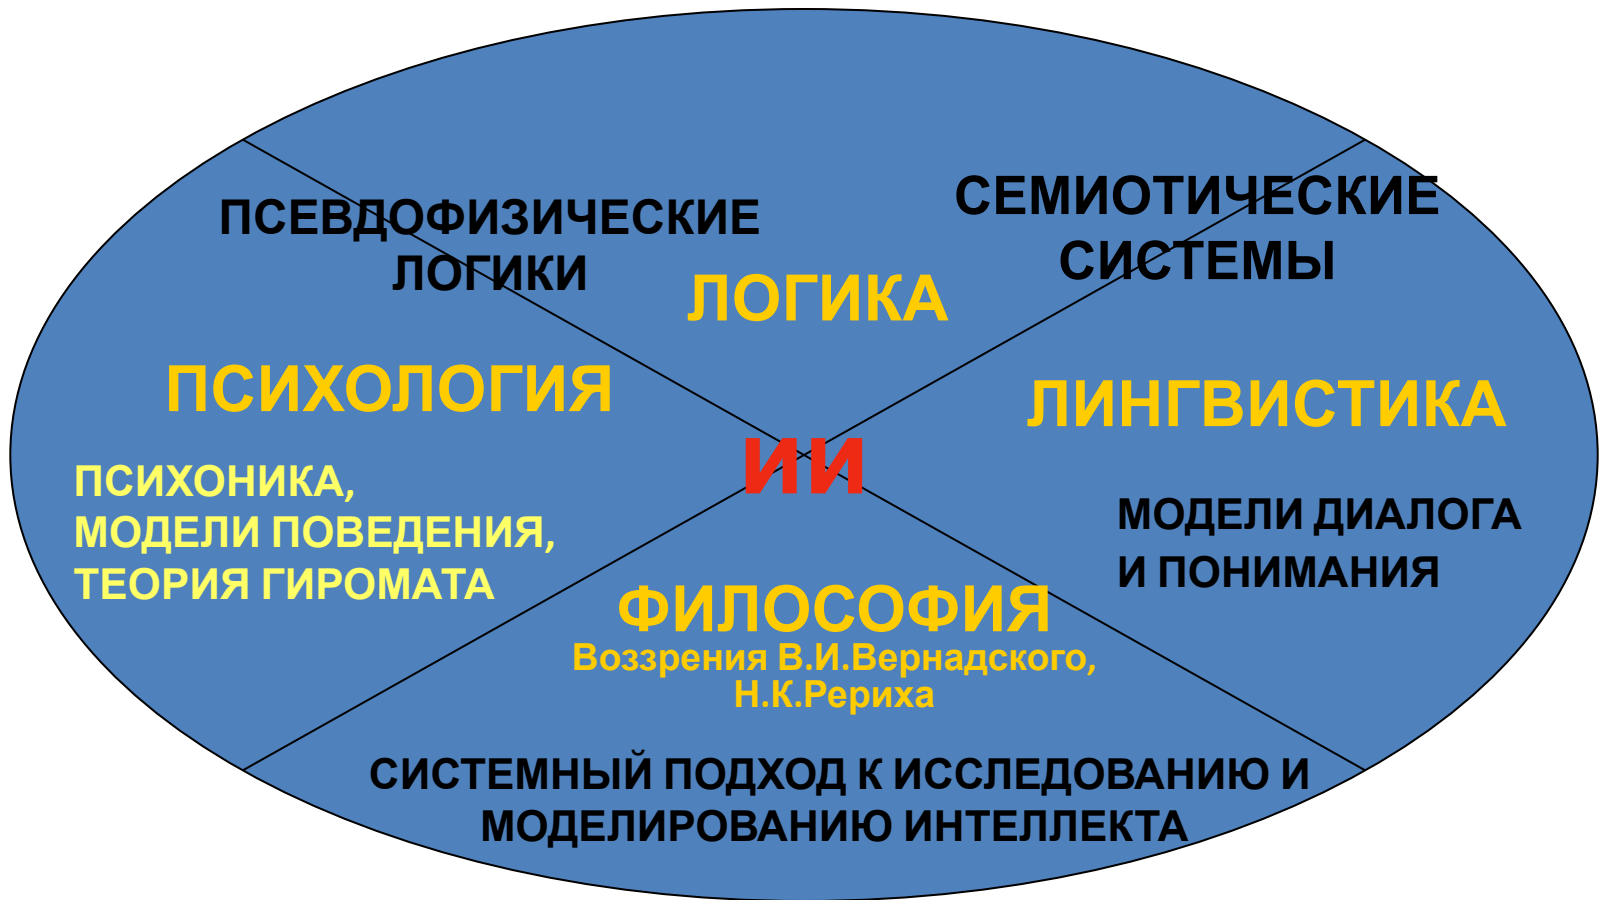 ПСЕВДОФИЗИЧЕСКИЕ
ЛОГИКИ
СЕМИОТИЧЕСКИЕ
СИСТЕМЫ
ЛОГИКА
ПСИХОЛОГИЯ
ЛИНГВИСТИКА
ИИ
ПСИХОНИКА,
МОДЕЛИ ПОВЕДЕНИЯ,
ТЕОРИЯ ГИРОМАТА
МОДЕЛИ ДИАЛОГА
И ПОНИМАНИЯ
ФИЛОСОФИЯ
Воззрения В.И.Вернадского,
Н.К.Рериха
СИСТЕМНЫЙ ПОДХОД К ИССЛЕДОВАНИЮ И
МОДЕЛИРОВАНИЮ ИНТЕЛЛЕКТА